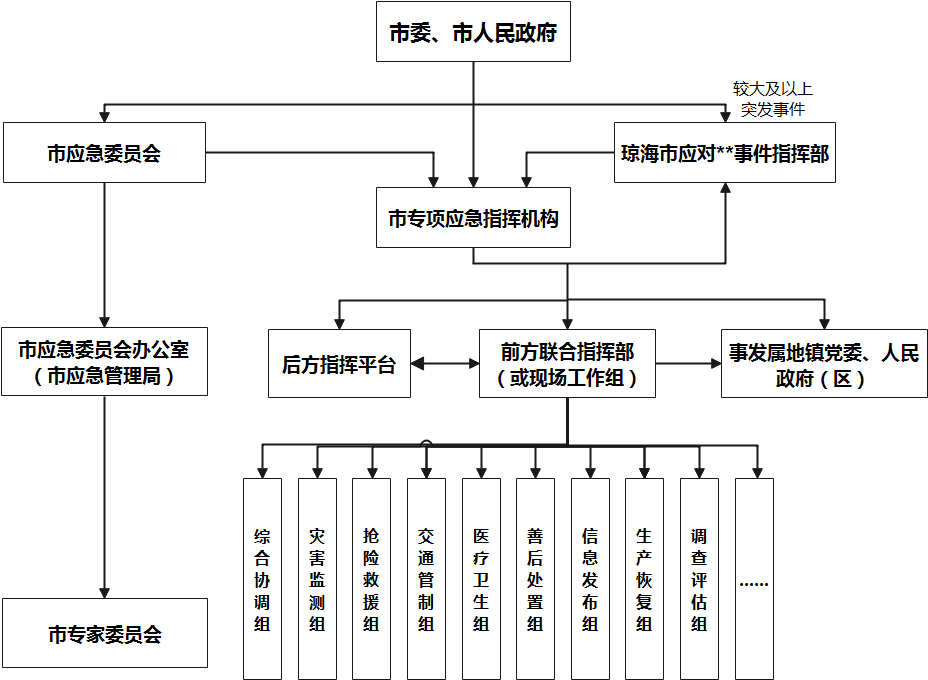 市委、市人民政府
较大及以上
突发事件
市应急委员会
琼海市应对**事件指挥部
市专项应急指挥机构
市应急委员会办公室
（市应急管理局）
后方指挥平台
前方联合指挥部
（或现场工作组）
事发属地镇党委、人民
政府（区）
综合协调组
灾害监测组
抢险救援组
交通管制组
医疗卫生组
善后处置组
信息发布组
生产恢复组
调查评估组
......
市专家委员会